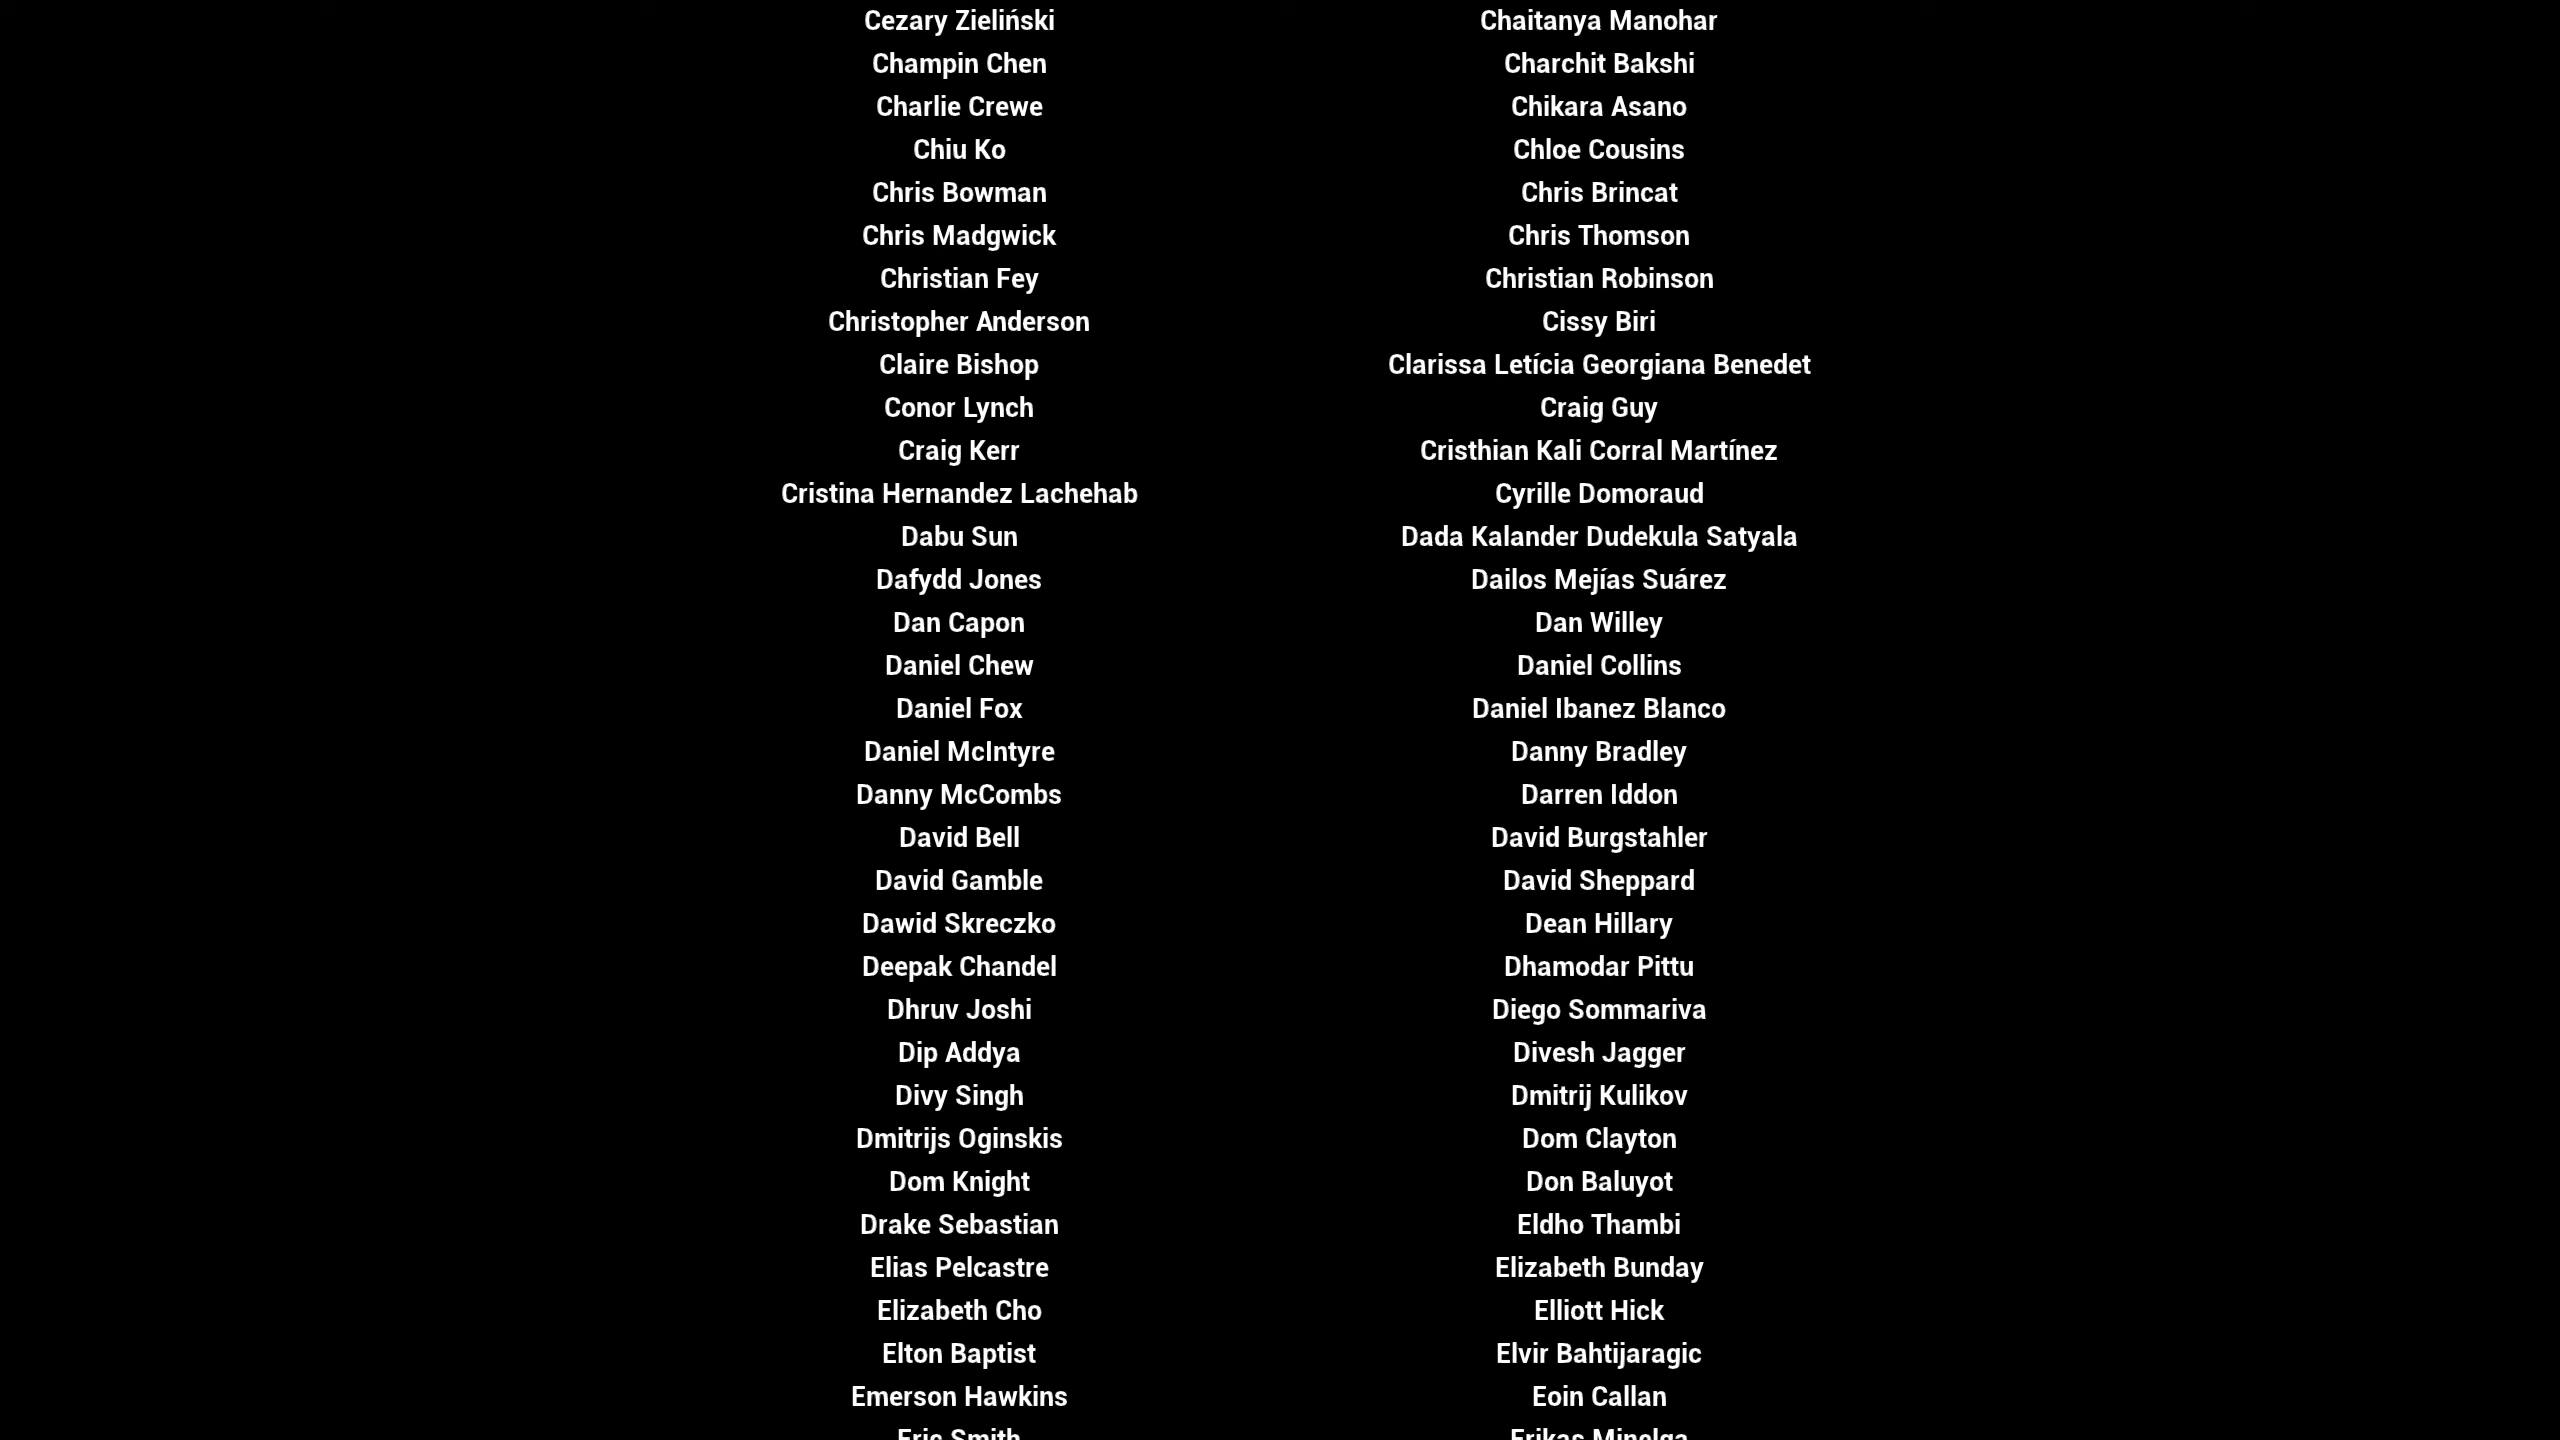 Cezary Zieliński Chaitanya Manohar
Champin Chen Charchit Bakshi
Charlie Crewe Chikara Asano
Chiu Ko Chloe Cousins
Chris Bowman Chris Brincat
Chris Madgwick Chris Thomson
Christian Fey Christian Robinson
Christopher Anderson Cissy Biri
Claire Bishop Clarissa Letícia Georgiana Benedet
Conor Lynch Craig Guy
Craig Kerr Cristhian Kali Corral Martínez
Cristina Hernandez Lachehab Cyrille Domoraud
Dabu Sun Dada Kalander Dudekula Satyala
Dafydd Jones Dailos Mejías Suárez
Dan Capon Dan Willey
Daniel Chew Daniel Collins
Daniel Fox Daniel Ibanez Blanco
Daniel McIntyre Danny Bradley
Danny McCombs Darren Iddon
David Bell David Burgstahler
David Gamble David Sheppard
Dawid Skreczko Dean Hillary
Deepak Chandel Dhamodar Pittu
Dhruv Joshi Diego Sommariva
Dip Addya Divesh Jagger
Divy Singh Dmitrij Kulikov
Dmitrijs Oginskis Dom Clayton
Dom Knight Don Baluyot
Drake Sebastian Eldho Thambi
Elias Pelcastre Elizabeth Bunday
Elizabeth Cho Elliott Hick
Elton Baptist Elvir Bahtijaragic
Emerson Hawkins Eoin Callan
Eric Smith Erikas Minelga